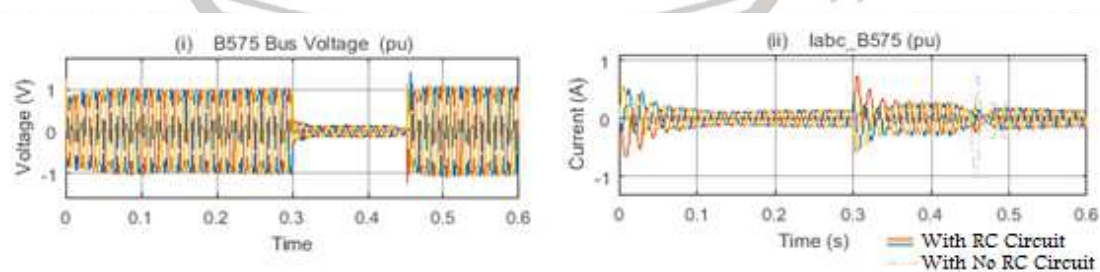 (i) B575 Bus Voltage (pu)
Voltage (V)
1
0
-1
0 0.1 0.2 0.3 0.4 0.5 0.6
Time
(ii) Iabc_B575 (pu)
Current (A)
1
0
-1
0 0.1 0.2 0.3 0.4 0.5 0.6
Time (s)
With RC Circuit
With No RC Circuit